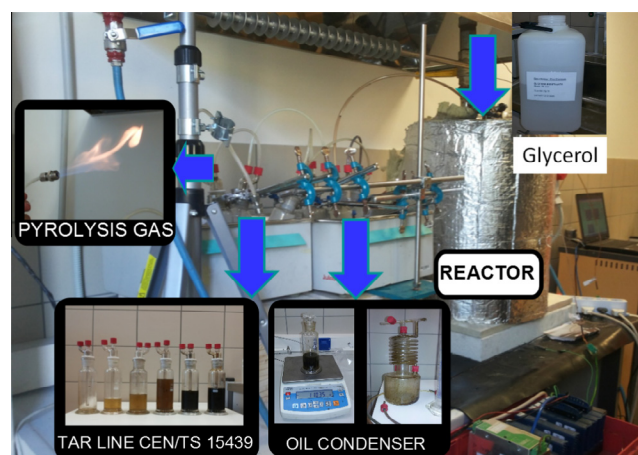 Glycerol
PYROLYSIS GAS
REACTOR
TAR LINE CEN/TS 15439
OIL CONDENSER